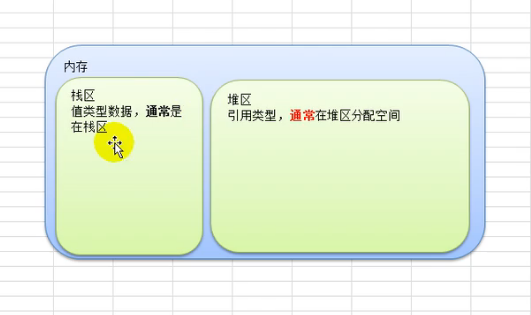 内存
栈区
值类型数据，通常是
在栈区
堆区
引用类型，通常在堆区分配空间